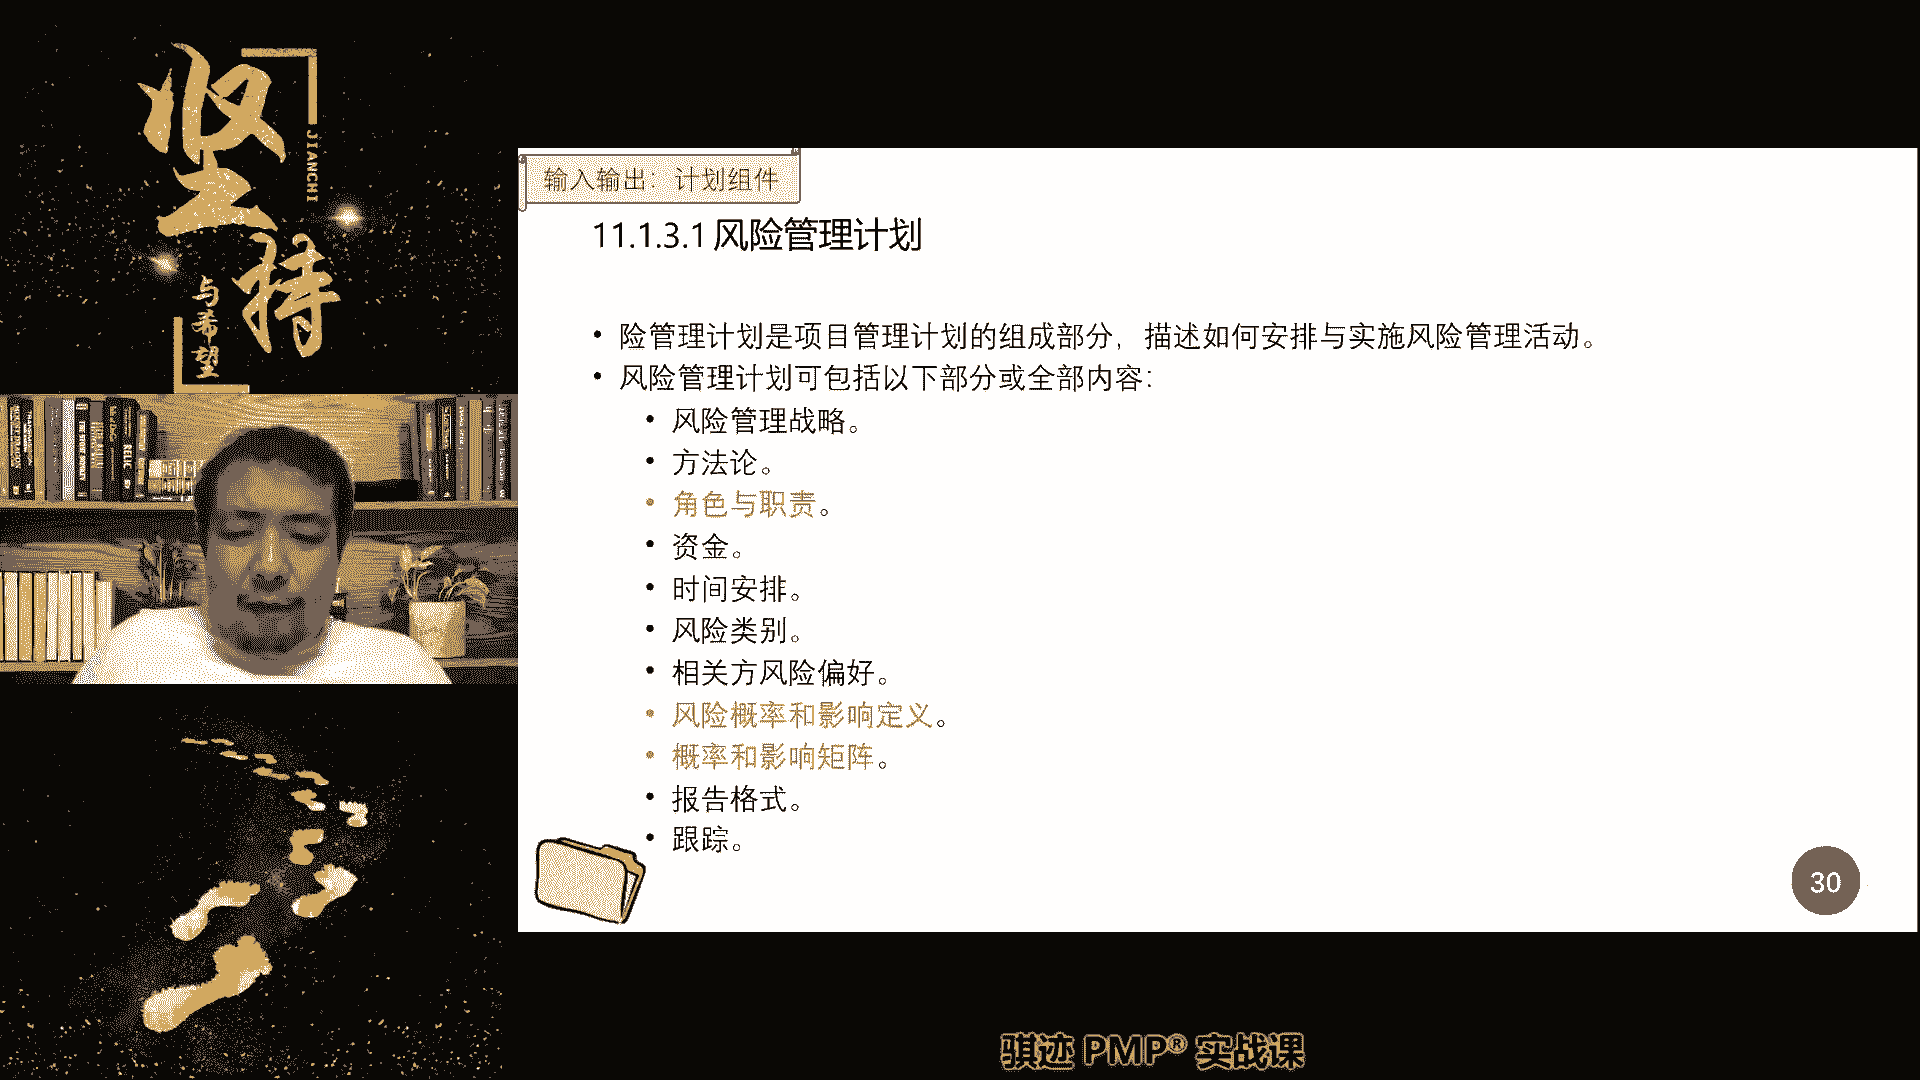 坚持
JIANCHI
与希望
输入输出：计划组件
11.1.3.1 风险管理计划
• 险管理计划是项目管理计划的组成部分，描述如何安排与实施风险管理活动。
• 风险管理计划可包括以下部分或全部内容：
• 风险管理战略。
• 方法论。
• 角色与职责。
• 资金。
• 时间安排。
• 风险类别。
• 相关方风险偏好。
• 风险概率和影响定义。
• 概率和影响矩阵。
• 报告格式。
• 跟踪。
30
骐迹 PMP® 实战课